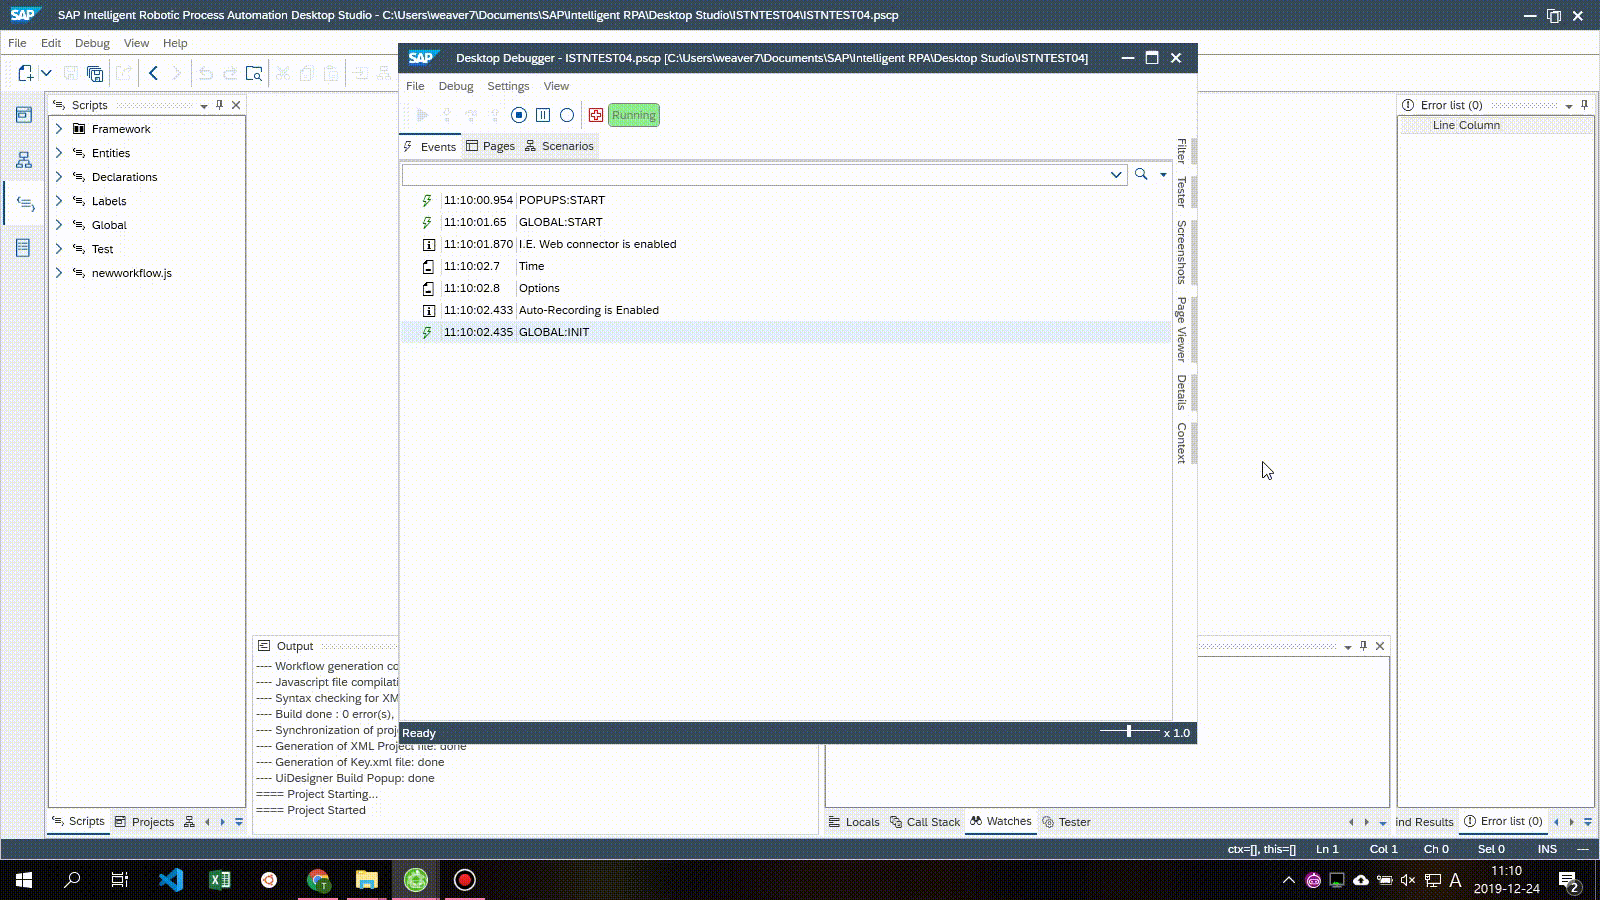 SAP SAP Intelligent Robotic Process Automation Desktop Studio - C:\Users\weaver7\Documents\SAP\Intelligent RPA\Desktop Studio\ISTNTEST04\ISTNTEST04.pscp
File Edit Debug View Help
Scripts
Framework
Entities
Declarations
Labels
Global
Test
newworkflow.js
Scripts Projects
SAP Desktop Debugger - ISTNTEST04.pscp [C:\Users\weaver7\Documents\SAP\Intelligent RPA\Desktop Studio\ISTNTEST04]
File Debug Settings View
Running
Events Pages Scenarios
11:10:00.954 POPUPS:START
11:10:01.65 GLOBAL:START
11:10:01.870 I.E. Web connector is enabled
11:10:02.7 Time
11:10:02.8 Options
11:10:02.433 Auto-Recording is Enabled
11:10:02.435 GLOBAL:INIT
Filter
Tester
Screenshots
Page Viewer
Details
Context
Ready x 1.0
Error list (0)
Line Column
Output
---- Workflow generation co
---- Javascript file compilati
---- Syntax checking for XM
---- Build done : 0 error(s),
---- Synchronization of proj
---- Generation of XML Project file: done
---- Generation of Key.xml file: done
---- UiDesigner Build Popup: done
==== Project Starting...
==== Project Started
Locals Call Stack Watches Tester
ind Results Error list (0)
ctx=[], this=[] Ln 1 Col 1 Ch 0 Sel 0 INS ---
A
11:10
2019-12-24
2